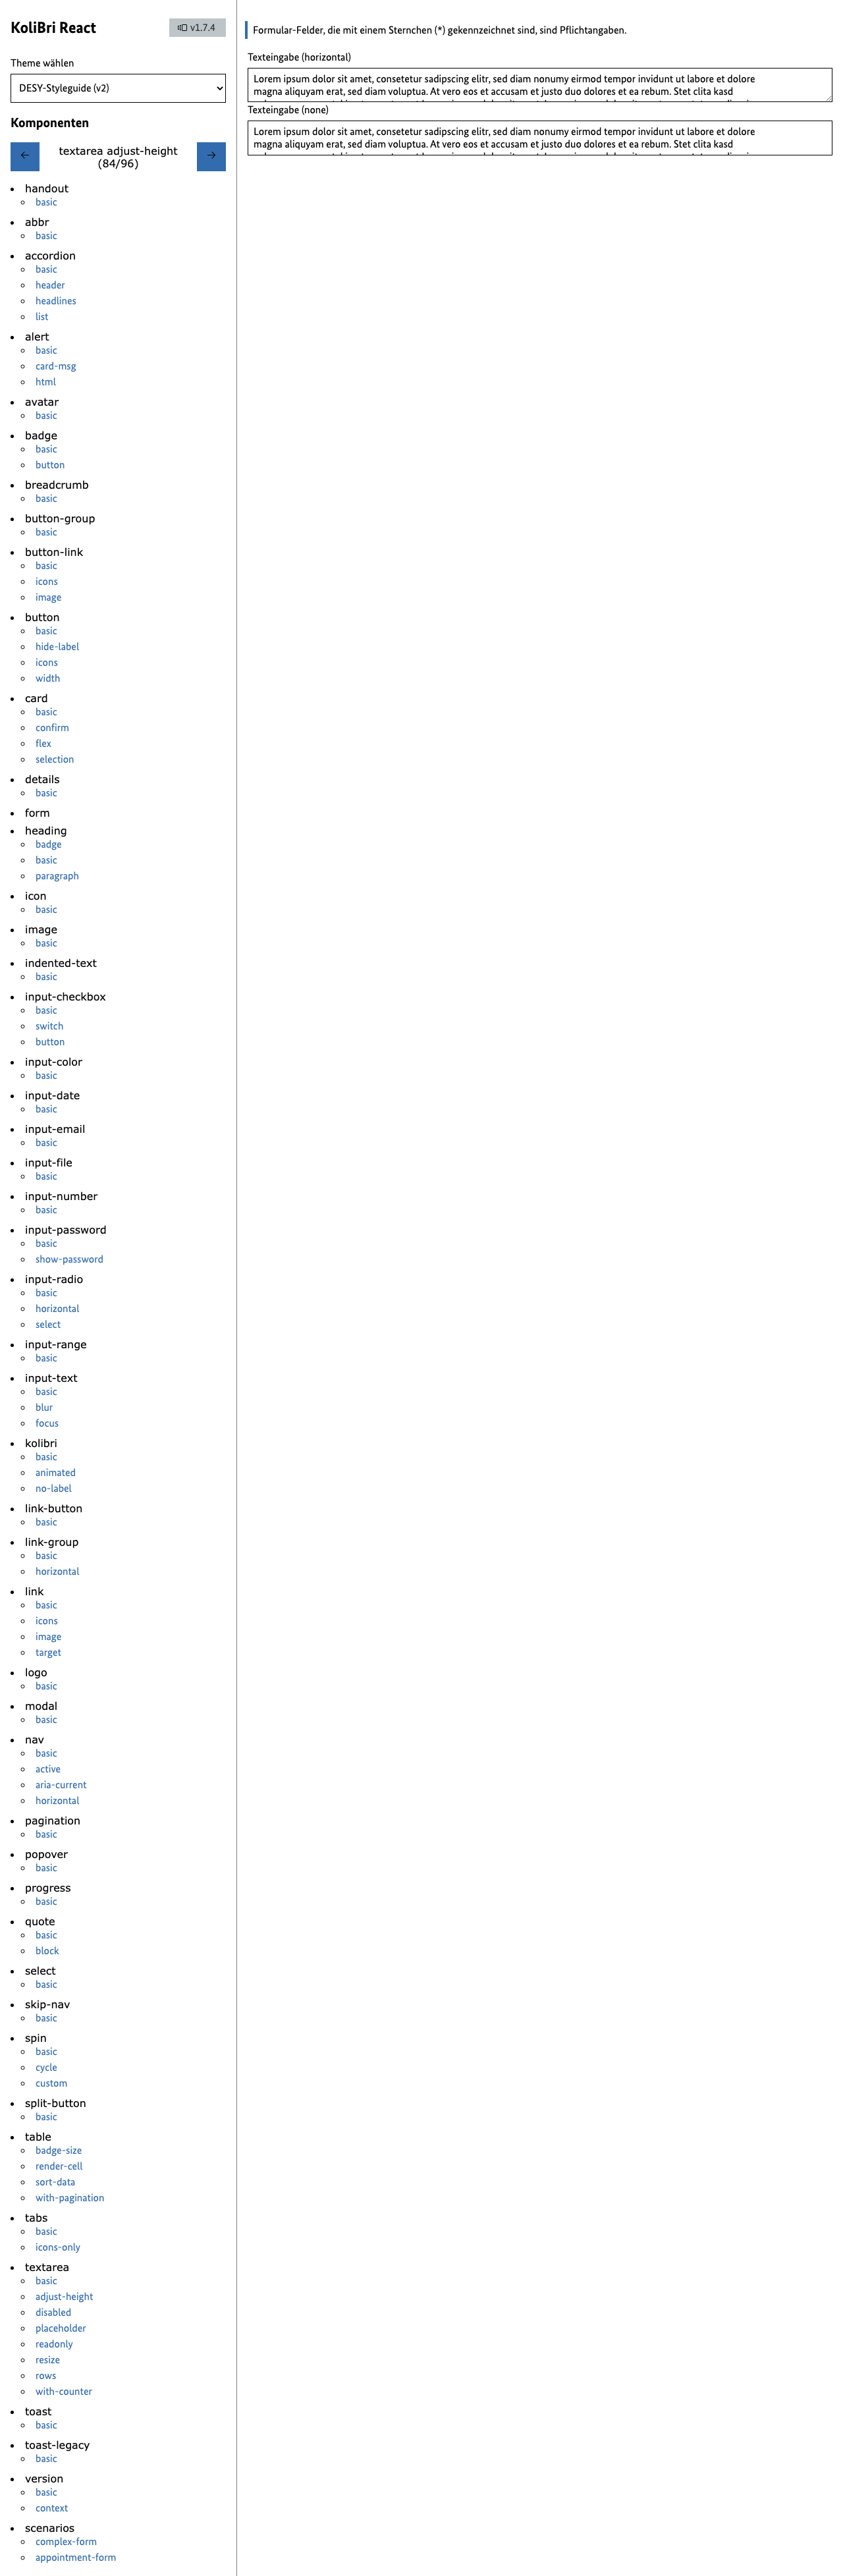 KoliBri React
v1.7.4
Theme wählen
DESY-Styleguide (v2)
Komponenten
← textarea adjust-height →
(84/96)
handout
basic
abbr
basic
accordion
basic
header
headlines
list
alert
basic
card-msg
html
avatar
basic
badge
basic
button
breadcrumb
basic
button-group
basic
button-link
basic
icons
image
button
basic
hide-label
icons
width
card
basic
confirm
flex
selection
details
basic
form
heading
badge
basic
paragraph
icon
basic
image
basic
indented-text
basic
input-checkbox
basic
switch
button
input-color
basic
input-date
basic
input-email
basic
input-file
basic
input-number
basic
input-password
basic
show-password
input-radio
basic
horizontal
select
input-range
basic
input-text
basic
blur
focus
kolibri
basic
animated
no-label
link-button
basic
link-group
basic
horizontal
link
basic
icons
image
target
logo
basic
modal
basic
nav
basic
active
aria-current
horizontal
pagination
basic
popover
basic
progress
basic
quote
basic
block
select
basic
skip-nav
basic
spin
basic
cycle
custom
split-button
basic
table
badge-size
render-cell
sort-data
with-pagination
tabs
basic
icons-only
textarea
basic
adjust-height
disabled
placeholder
readonly
resize
rows
with-counter
toast
basic
toast-legacy
basic
version
basic
context
scenarios
complex-form
appointment-form
Formular-Felder, die mit einem Sternchen (*) gekennzeichnet sind, sind Pflichtangaben.
Texteingabe (horizontal)
Lorem ipsum dolor sit amet, consetetur sadipscing elitr, sed diam nonumy eirmod tempor invidunt ut labore et dolore
magna aliquyam erat, sed diam voluptua. At vero eos et accusam et justo duo dolores et ea rebum. Stet clita kasd
Texteingabe (none)
Lorem ipsum dolor sit amet, consetetur sadipscing elitr, sed diam nonumy eirmod tempor invidunt ut labore et dolore
magna aliquyam erat, sed diam voluptua. At vero eos et accusam et justo duo dolores et ea rebum. Stet clita kasd